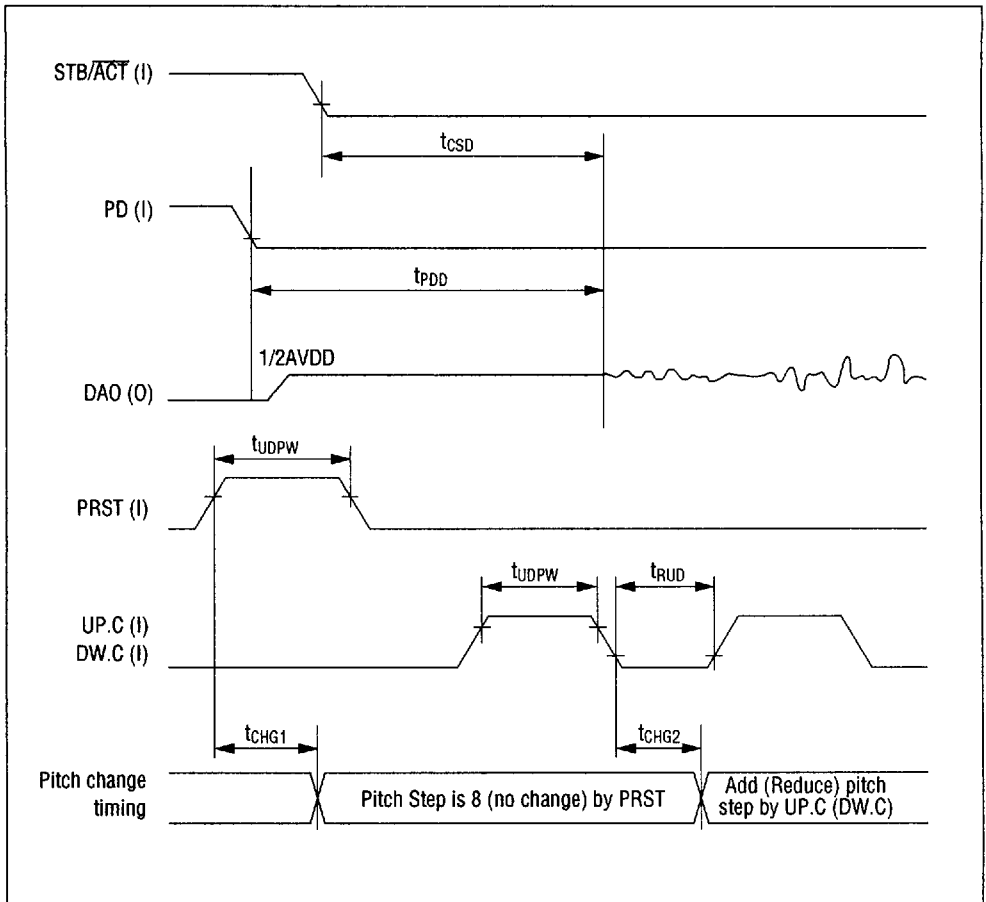 STB/ACT (I)
tCSD
PD (I)
tPDD
1/2AVDD
DAO (O)
tUDPW
PRST (I)
tUDPW
tRUD
UP.C (I)
DW.C (I)
tCHG1
tCHG2
Pitch change
timing
Pitch Step is 8 (no change) by PRST
Add (Reduce) pitch
step by UP.C (DW.C)